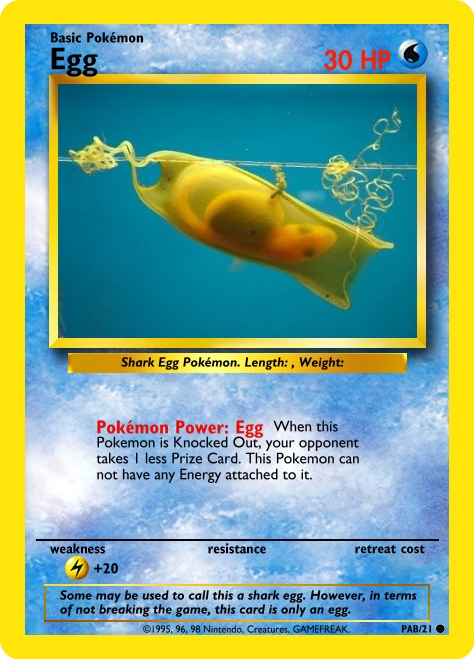 Basic Pokémon
Egg
30 HP
Shark Egg Pokémon. Length: , Weight:
Pokémon Power: Egg When this
Pokemon is Knocked Out, your opponent
takes 1 less Prize Card. This Pokemon can
not have any Energy attached to it.
weakness resistance retreat cost
+20
Some may be used to call this a shark egg. However, in terms
of not breaking the game, this card is only an egg.
©1995, 96, 98 Nintendo, Creatures, GAMEFREAK. PAB/21